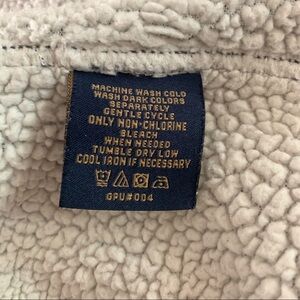 MACHINE WASH COLD
WASH DARK COLORS
SEPARATELY
GENTLE CYCLE
ONLY NON-CHLORINE
BLEACH
WHEN NEEDED
TUMBLE DRY LOW
COOL IRON IF NECESSARY
GPU#004